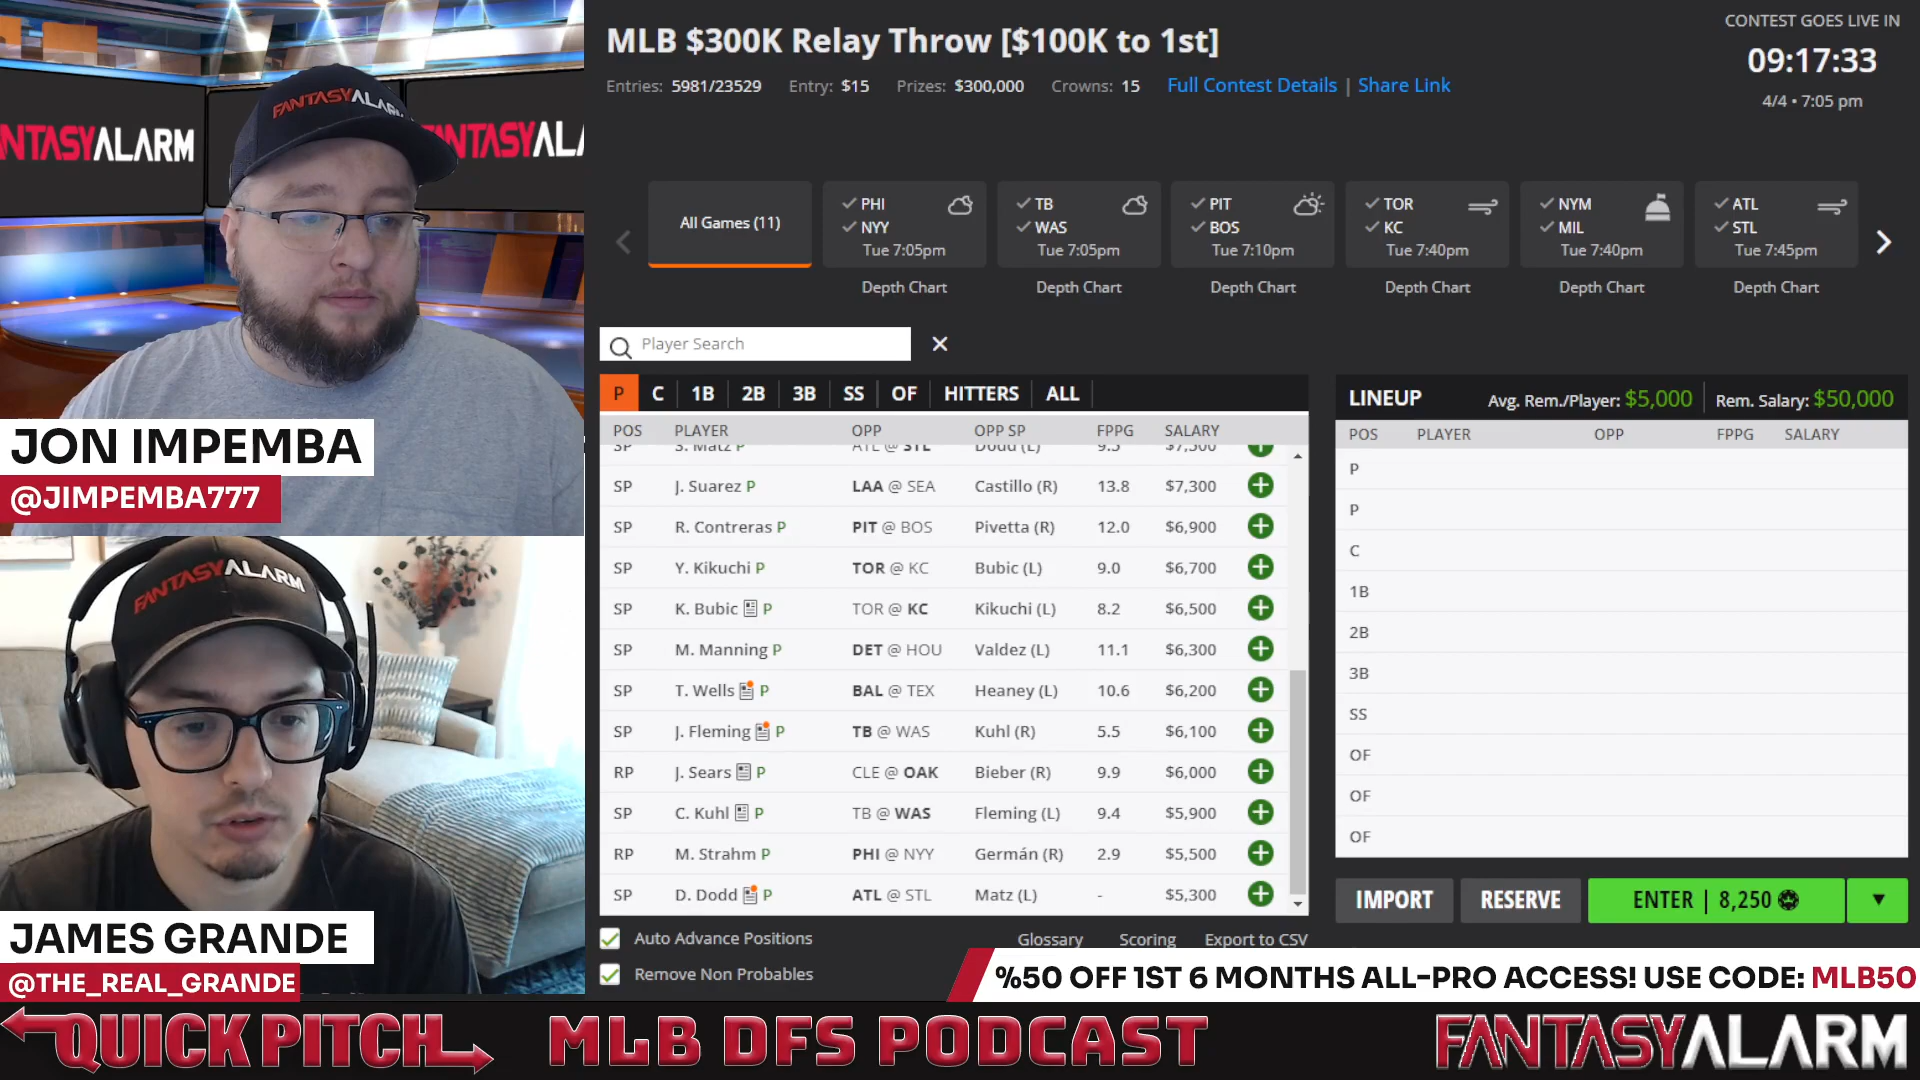 FANTASYALARM
NTASYALARM
NTASYAL
JON IMPEMBA
@JIMPEMBA777
FANTASYALARM
JAMES GRANDE
@THE_REAL_GRANDE
MLB $300K Relay Throw [$100K to 1st]
Entries: 5981/23529 Entry: $15 Prizes: $300,000 Crowns: 15 Full Contest Details | Share Link
CONTEST GOES LIVE IN
09:17:33
4/4 • 7:05 pm
All Games (11)
PHI
NYY
Tue 7:05pm
Depth Chart
TB
WAS
Tue 7:05pm
Depth Chart
PIT
BOS
Tue 7:10pm
Depth Chart
TOR
KC
Tue 7:40pm
Depth Chart
NYM
MIL
Tue 7:40pm
Depth Chart
ATL
STL
Tue 7:45pm
Depth Chart
Player Search
P C 1B 2B 3B SS OF HITTERS ALL
POS PLAYER OPP OPP SP FPPG SALARY
SP S. Matz P ATL @ STL Dodd (L) 9.5 $7,500
SP J. Suarez P LAA @ SEA Castillo (R) 13.8 $7,300
SP R. Contreras P PIT @ BOS Pivetta (R) 12.0 $6,900
SP Y. Kikuchi P TOR @ KC Bubic (L) 9.0 $6,700
SP K. Bubic P TOR @ KC Kikuchi (L) 8.2 $6,500
SP M. Manning P DET @ HOU Valdez (L) 11.1 $6,300
SP T. Wells P BAL @ TEX Heaney (L) 10.6 $6,200
SP J. Fleming P TB @ WAS Kuhl (R) 5.5 $6,100
RP J. Sears P CLE @ OAK Bieber (R) 9.9 $6,000
SP C. Kuhl P TB @ WAS Fleming (L) 9.4 $5,900
RP M. Strahm P PHI @ NYY Germán (R) 2.9 $5,500
SP D. Dodd P ATL @ STL Matz (L) - $5,300
Auto Advance Positions
Remove Non Probables
Glossary Scoring Export to CSV
LINEUP Avg. Rem./Player: $5,000 Rem. Salary: $50,000
POS PLAYER OPP FPPG SALARY
P
P
C
1B
2B
3B
SS
OF
OF
OF
IMPORT RESERVE ENTER | 8,250
%50 OFF 1ST 6 MONTHS ALL-PRO ACCESS! USE CODE: MLB50
QUICK PITCH MLB DFS PODCAST FANTASYALARM